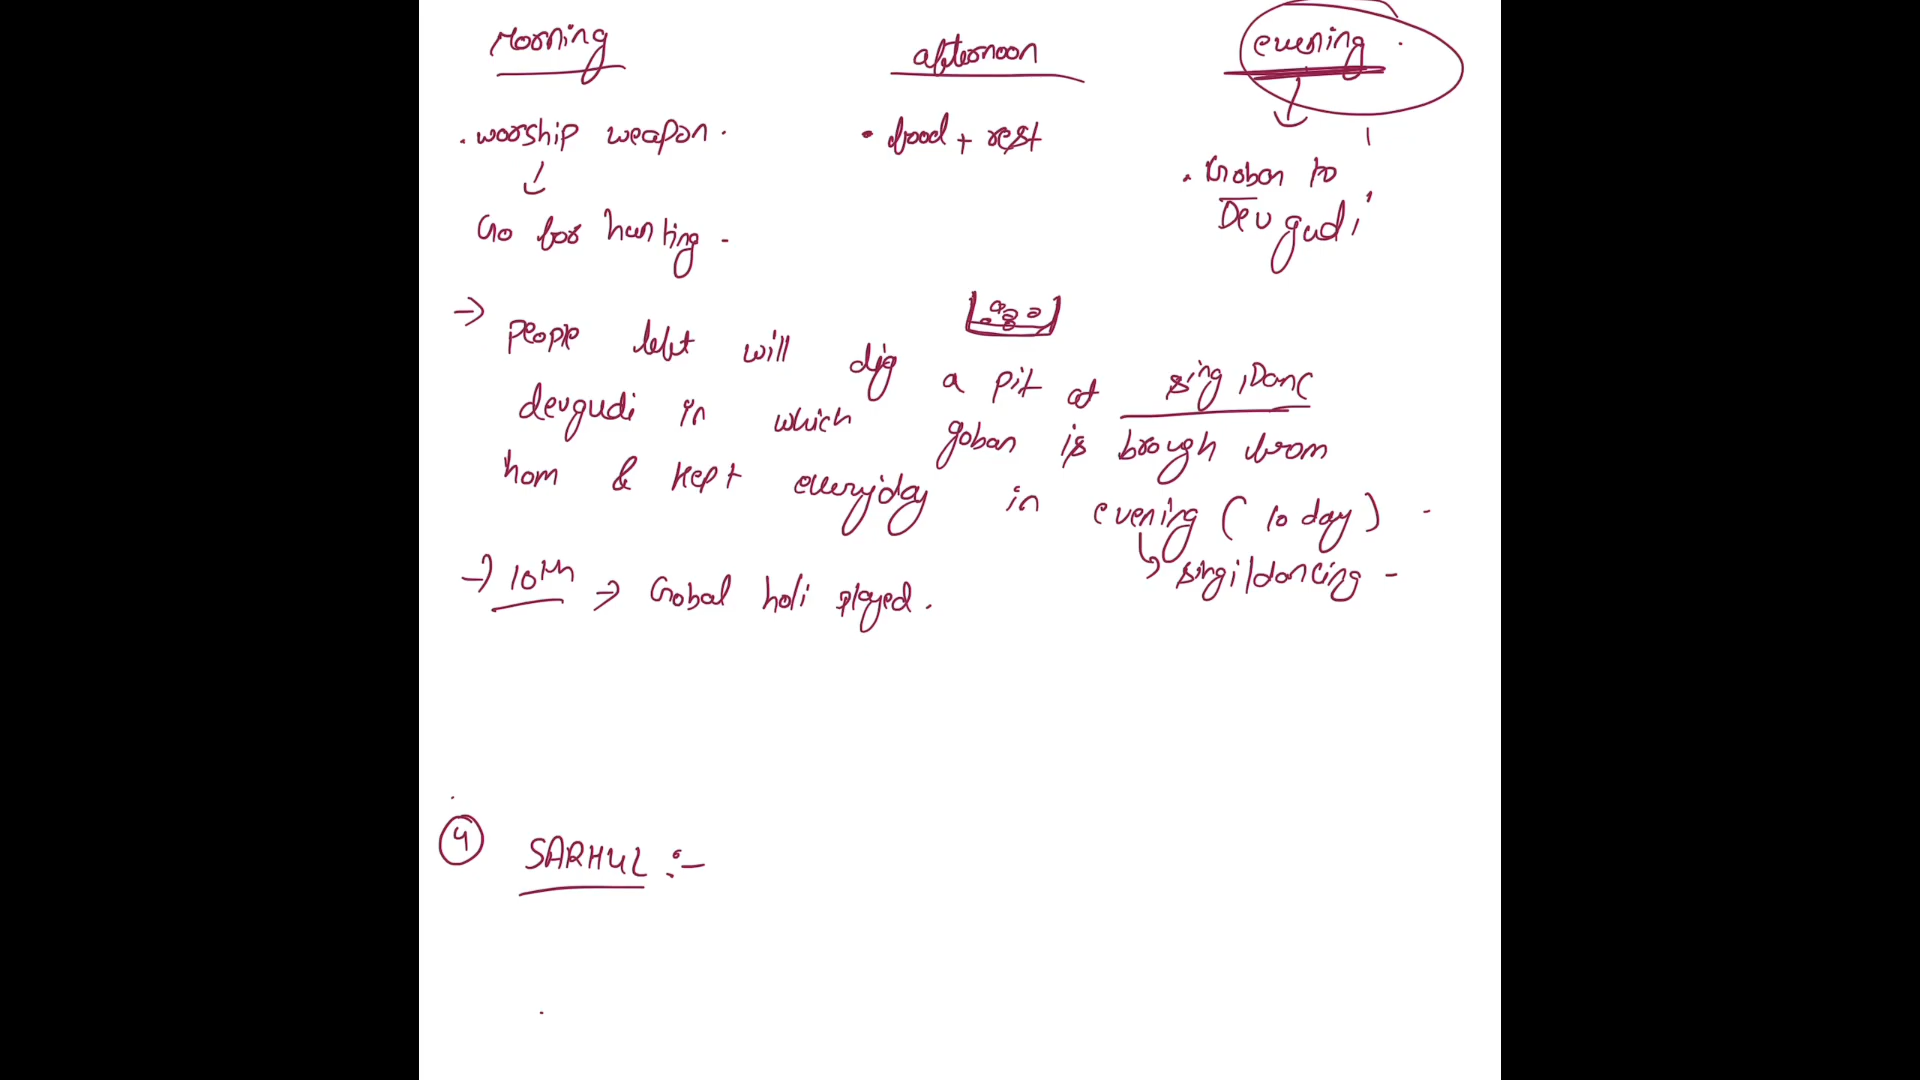 Morning
afternoon
evening
. worship weapon.
• food + rest
. Goban to
Devgudi
Go for hunting -
→ people left will dig a pit at sing, Danc
devgudi in which goban is brough from
hom & kept everyday in evening ( 10 day ) -
singi/dancing -
→ 10th → Gobal holi played.
4 SARHUL :-